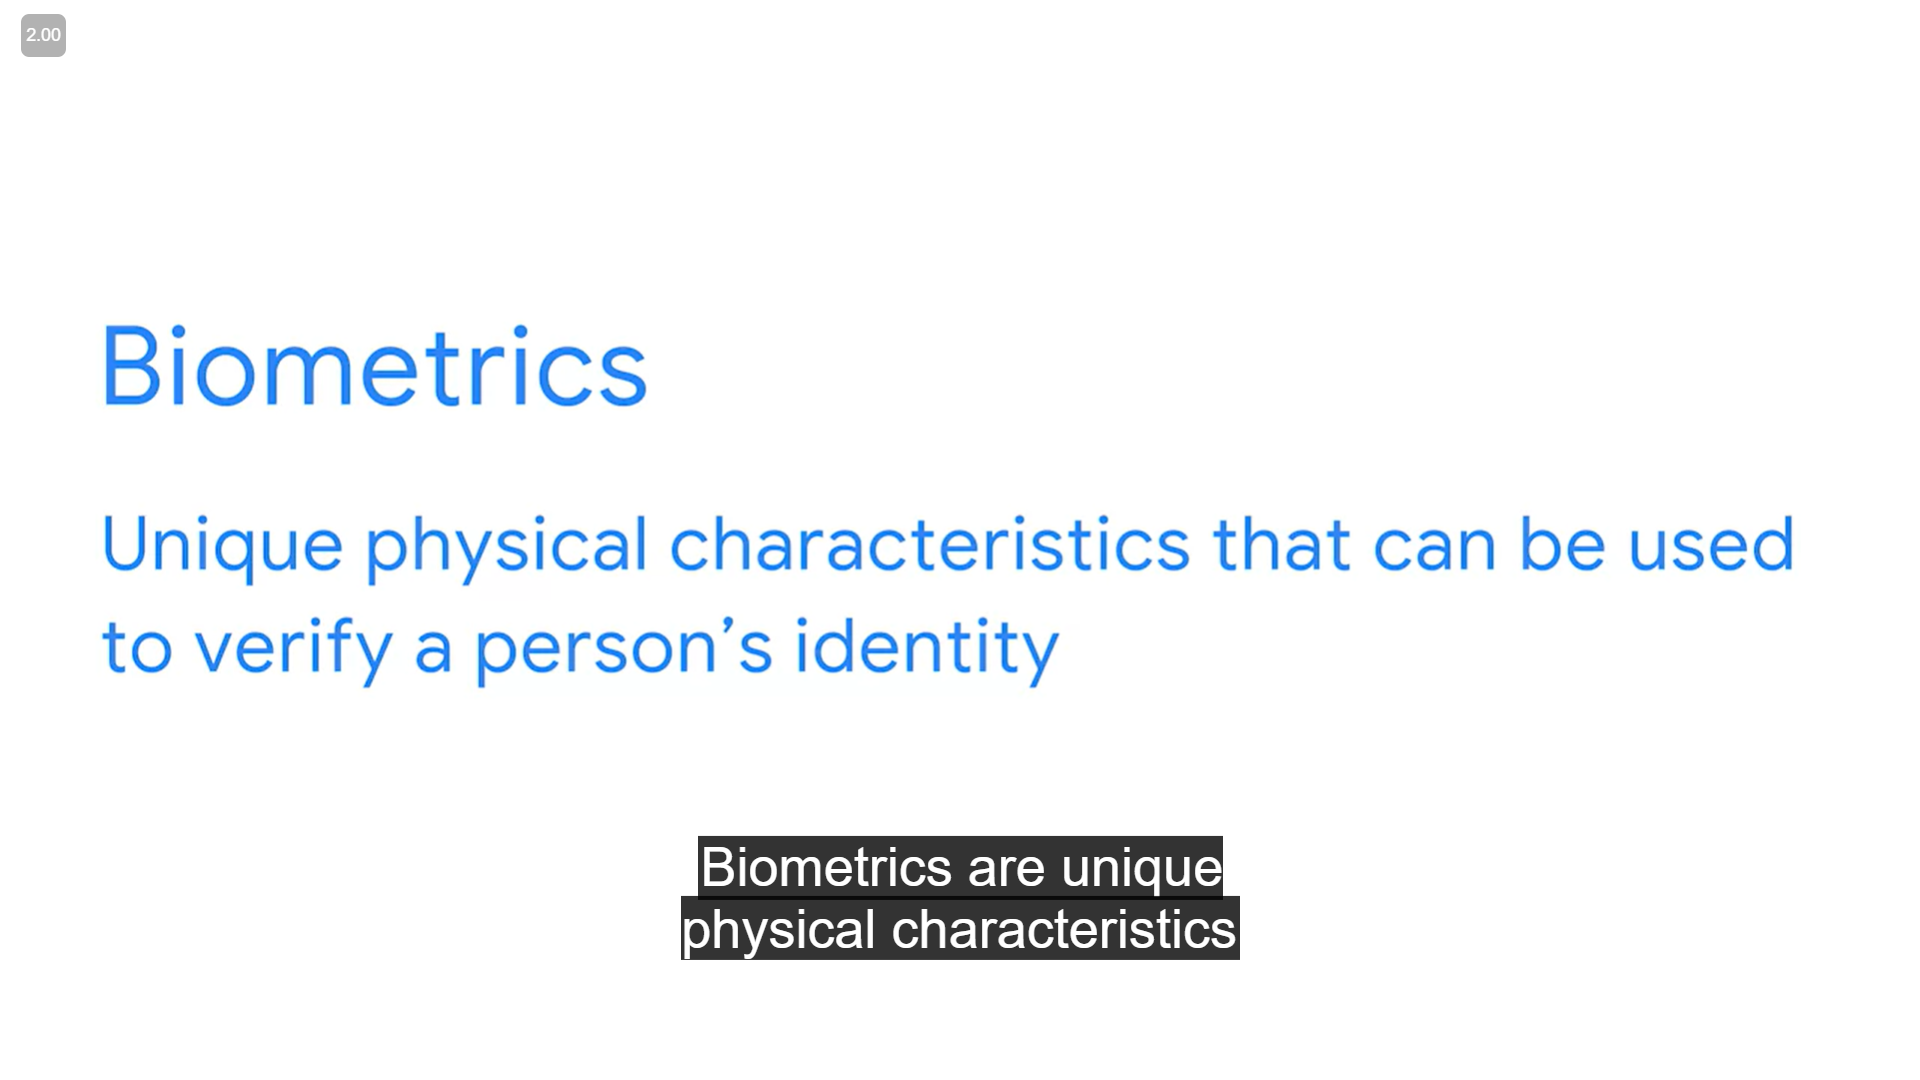 2.00
Biometrics
Unique physical characteristics that can be used
to verify a person’s identity
Biometrics are unique
physical characteristics